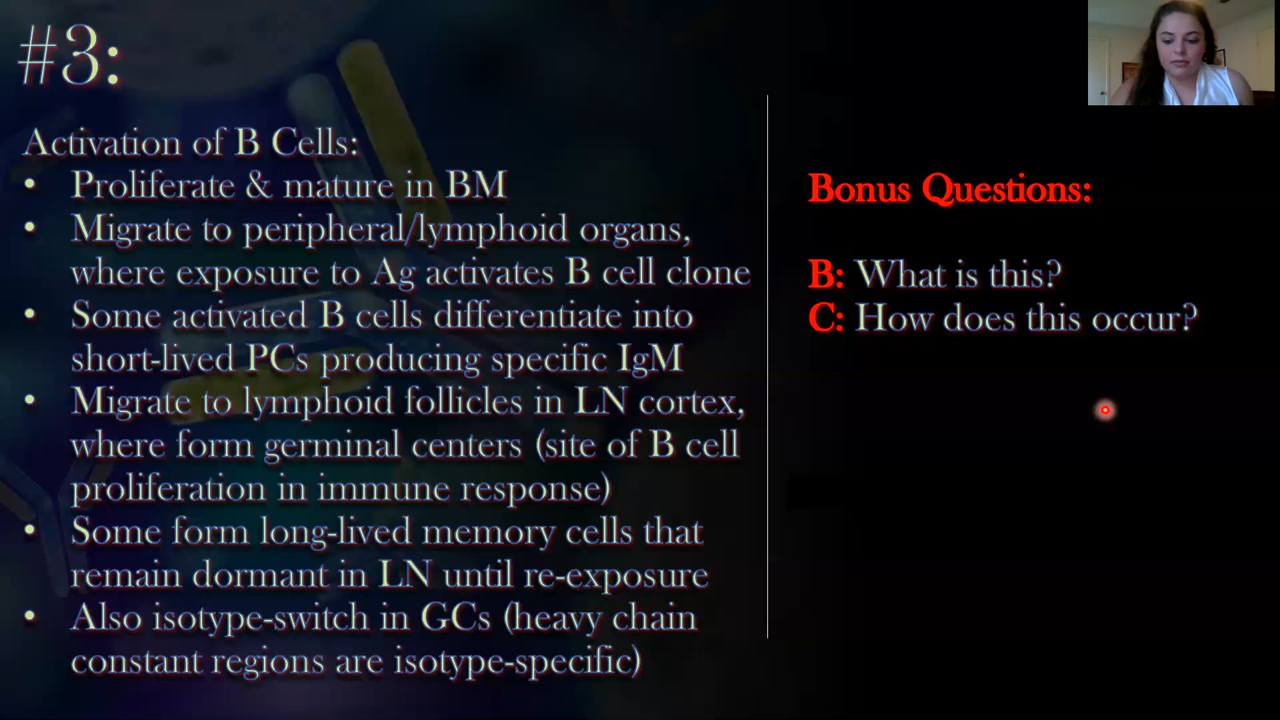 #3:
Activation of B Cells:
• Proliferate & mature in BM
• Migrate to peripheral/lymphoid organs,
where exposure to Ag activates B cell clone
• Some activated B cells differentiate into
short-lived PCs producing specific IgM
• Migrate to lymphoid follicles in LN cortex,
where form germinal centers (site of B cell
proliferation in immune response)
• Some form long-lived memory cells that
remain dormant in LN until re-exposure
• Also isotype-switch in GCs (heavy chain
constant regions are isotype-specific)
Bonus Questions:
B: What is this?
C: How does this occur?